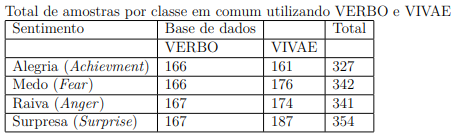 Total de amostras por classe em comum utilizando VERBO e VIVAE
Sentimento Base de dados Total
VERBO VIVAE
Alegria (Achievment) 166 161 327
Medo (Fear) 166 176 342
Raiva (Anger) 167 174 341
Surpresa (Surprise) 167 187 354